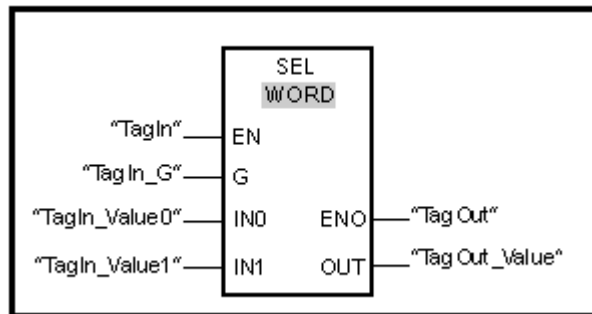 SEL
WORD
"TagIn" EN
"TagIn_G" G
"TagIn_Value0" IN0 ENO "TagOut"
"TagIn_Value1" IN1 OUT "TagOut_Value"